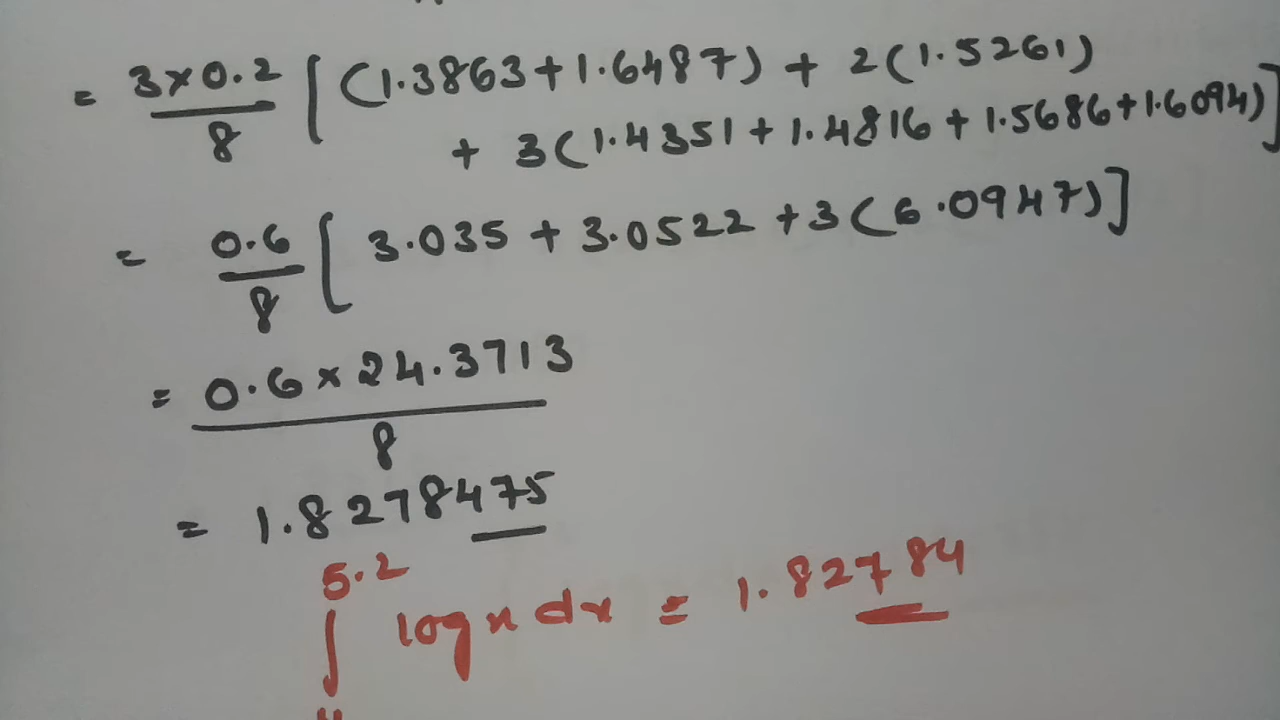 = 3×0.2/8 [(1.3863+1.6487) + 2(1.5261)
+ 3(1.4351+1.4816+1.5686+1.6094)]
= 0.6/8 [3.035 + 3.0522 + 3(6.0947)]
= 0.6×24.3713/8
= 1.8278475
5.2
∫ log x dx = 1.82784
4